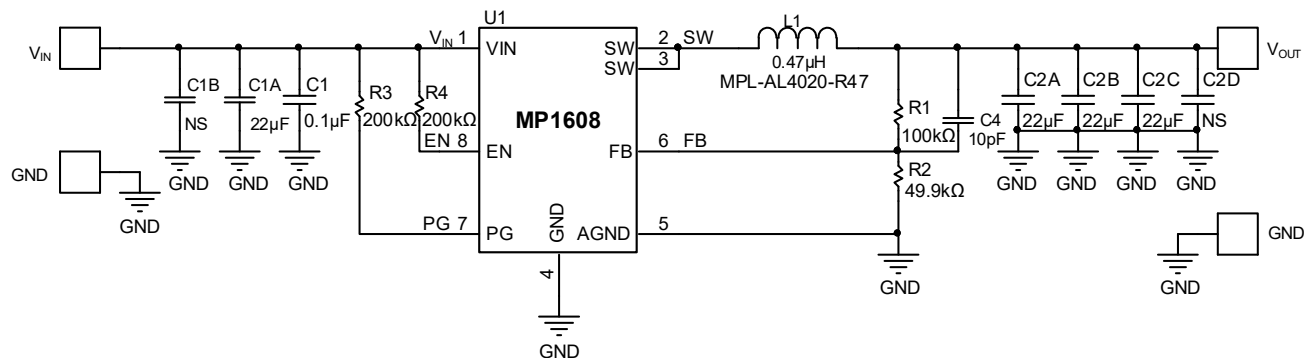 U1
L1
V_IN
V_IN 1
VIN
SW
2
SW
SW
3
V_OUT
0.47µH
MPL-AL4020-R47
C1B
C1A
C1
R3
R4
NS
22µF
0.1µF
200kΩ
200kΩ
MP1608
R1
100kΩ
C4
10pF
C2A
C2B
C2C
C2D
22µF
22µF
22µF
NS
EN 8
EN
FB
6
FB
GND
GND
GND
GND
GND
GND
GND
R2
49.9kΩ
GND
GND
PG 7
PG
GND
AGND
5
GND
4
GND
GND
GND